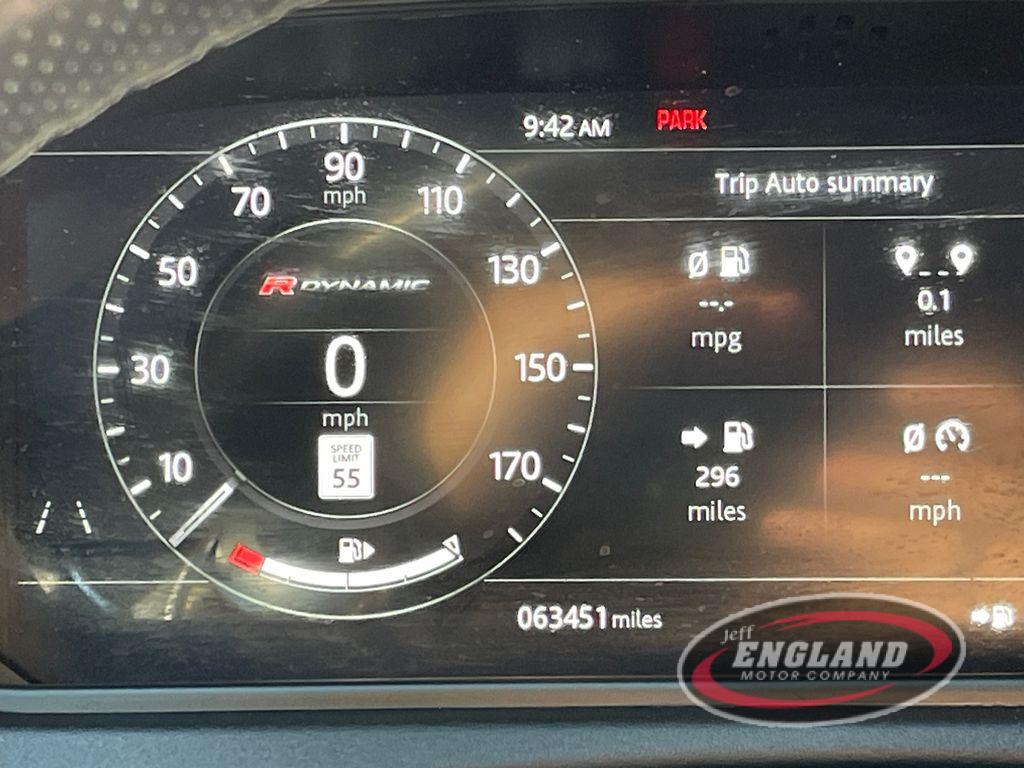 9:42 AM
PARK
Trip Auto summary
90
mph
70
110
50
130
R DYNAMIC
30
0
150
mph
SPEED
LIMIT
55
10
170
Ø
--.-
mpg
0.1
miles
296
miles
Ø
---
mph
063451 miles
Jeff
ENGLAND
MOTOR COMPANY